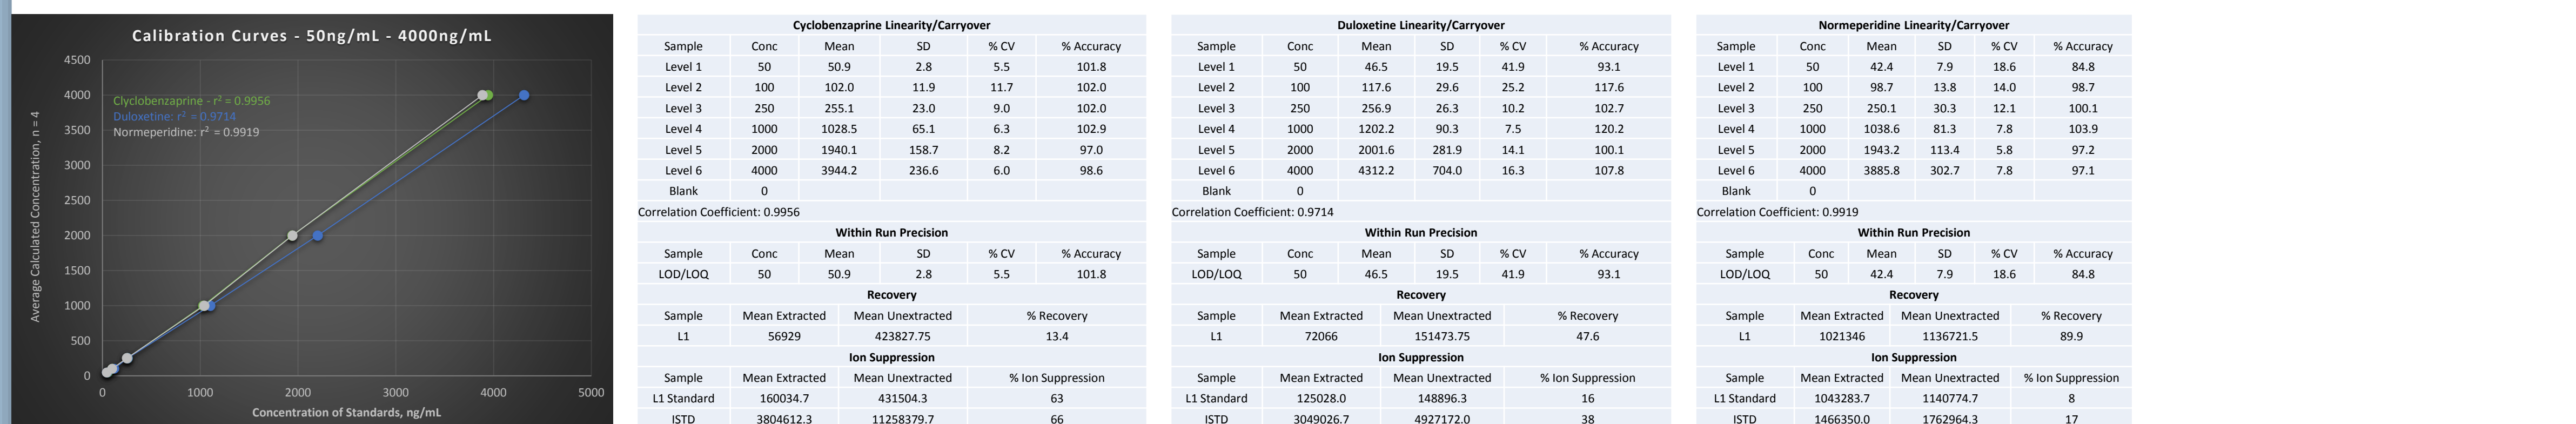 Calibration Curves - 50ng/mL - 4000ng/mL
4500
4000
3500
3000
2500
2000
1500
1000
500
0
Average Calculated Concentration, n = 4
Clyclobenzaprine - r² = 0.9956
Duloxetine: r² = 0.9714
Normeperidine: r² = 0.9919
0 1000 2000 3000 4000 5000
Concentration of Standards, ng/mL
Cyclobenzaprine Linearity/Carryover
Sample Conc Mean SD % CV % Accuracy
Level 1 50 50.9 2.8 5.5 101.8
Level 2 100 102.0 11.9 11.7 102.0
Level 3 250 255.1 23.0 9.0 102.0
Level 4 1000 1028.5 65.1 6.3 102.9
Level 5 2000 1940.1 158.7 8.2 97.0
Level 6 4000 3944.2 236.6 6.0 98.6
Blank 0
Correlation Coefficient: 0.9956
Within Run Precision
Sample Conc Mean SD % CV % Accuracy
LOD/LOQ 50 50.9 2.8 5.5 101.8
Recovery
Sample Mean Extracted Mean Unextracted % Recovery
L1 56929 423827.75 13.4
Ion Suppression
Sample Mean Extracted Mean Unextracted % Ion Suppression
L1 Standard 160034.7 431504.3 63
ISTD 3804612.3 11258379.7 66
Duloxetine Linearity/Carryover
Sample Conc Mean SD % CV % Accuracy
Level 1 50 46.5 19.5 41.9 93.1
Level 2 100 117.6 29.6 25.2 117.6
Level 3 250 256.9 26.3 10.2 102.7
Level 4 1000 1202.2 90.3 7.5 120.2
Level 5 2000 2001.6 281.9 14.1 100.1
Level 6 4000 4312.2 704.0 16.3 107.8
Blank 0
Correlation Coefficient: 0.9714
Within Run Precision
Sample Conc Mean SD % CV % Accuracy
LOD/LOQ 50 46.5 19.5 41.9 93.1
Recovery
Sample Mean Extracted Mean Unextracted % Recovery
L1 72066 151473.75 47.6
Ion Suppression
Sample Mean Extracted Mean Unextracted % Ion Suppression
L1 Standard 125028.0 148896.3 16
ISTD 3049026.7 4927172.0 38
Normeperidine Linearity/Carryover
Sample Conc Mean SD % CV % Accuracy
Level 1 50 42.4 7.9 18.6 84.8
Level 2 100 98.7 13.8 14.0 98.7
Level 3 250 250.1 30.3 12.1 100.1
Level 4 1000 1038.6 81.3 7.8 103.9
Level 5 2000 1943.2 113.4 5.8 97.2
Level 6 4000 3885.8 302.7 7.8 97.1
Blank 0
Correlation Coefficient: 0.9919
Within Run Precision
Sample Conc Mean SD % CV % Accuracy
LOD/LOQ 50 42.4 7.9 18.6 84.8
Recovery
Sample Mean Extracted Mean Unextracted % Recovery
L1 1021346 1136721.5 89.9
Ion Suppression
Sample Mean Extracted Mean Unextracted % Ion Suppression
L1 Standard 1043283.7 1140774.7 8
ISTD 1466350.0 1762964.3 17